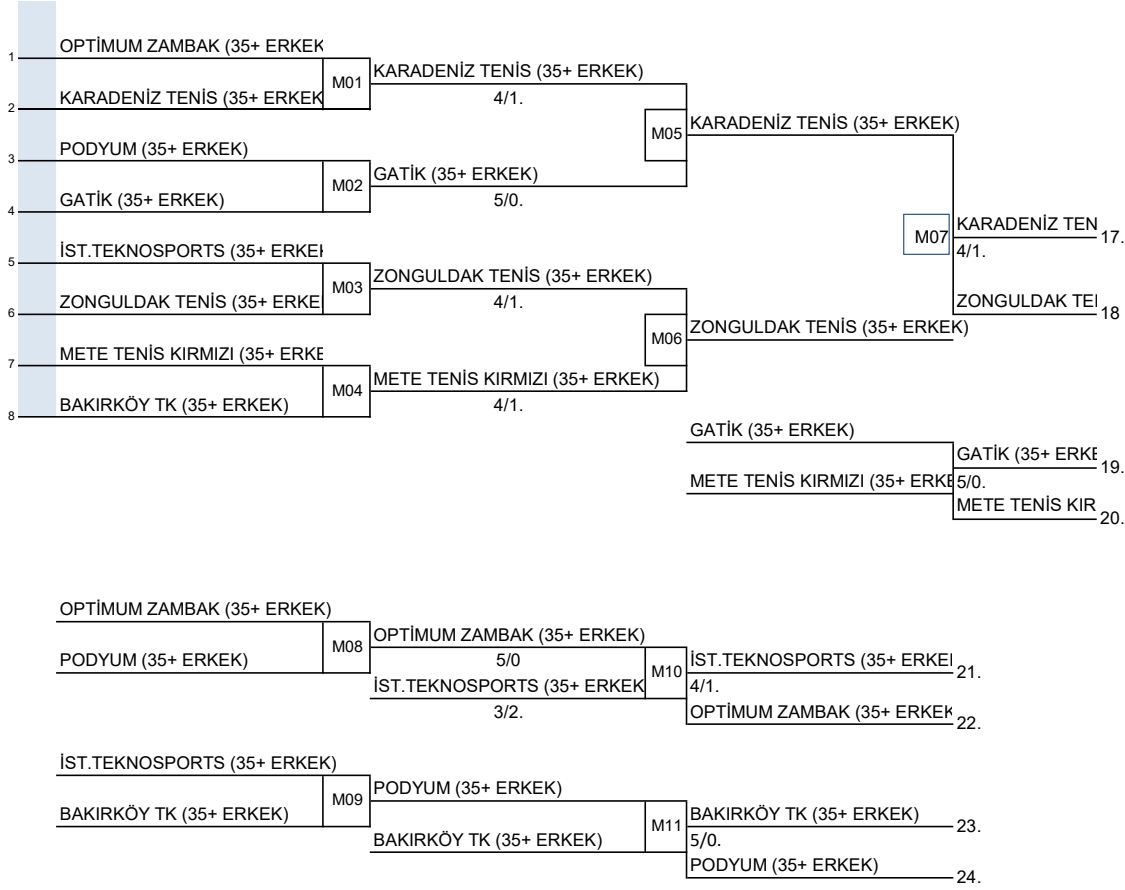 OPTİMUM ZAMBAK (35+ ERKEK
1
KARADENİZ TENİS (35+ ERKEK)
M01
KARADENİZ TENİS (35+ ERKEK
4/1.
2
KARADENİZ TENİS (35+ ERKEK)
M05
PODYUM (35+ ERKEK)
3
GATİK (35+ ERKEK)
M02
GATİK (35+ ERKEK)
5/0.
4
KARADENİZ TEN
M07
17.
İST.TEKNOSPORTS (35+ ERKE
4/1.
5
ZONGULDAK TENİS (35+ ERKEK)
M03
ZONGULDAK TENİS (35+ ERKE
4/1.
ZONGULDAK TE
6
18
ZONGULDAK TENİS (35+ ERKEK)
M06
METE TENİS KIRMIZI (35+ ERKE
7
METE TENİS KIRMIZI (35+ ERKEK)
M04
BAKIRKÖY TK (35+ ERKEK)
4/1.
8
GATİK (35+ ERKEK)
GATİK (35+ ERKE
19.
METE TENİS KIRMIZI (35+ ERKE
5/0.
METE TENİS KIR
20.
OPTİMUM ZAMBAK (35+ ERKEK)
OPTİMUM ZAMBAK (35+ ERKEK)
M08
PODYUM (35+ ERKEK)
5/0
İST.TEKNOSPORTS (35+ ERKE
M10
21.
İST.TEKNOSPORTS (35+ ERKEK
4/1.
3/2.
OPTİMUM ZAMBAK (35+ ERKEK
22.
İST.TEKNOSPORTS (35+ ERKEK)
PODYUM (35+ ERKEK)
M09
BAKIRKÖY TK (35+ ERKEK)
BAKIRKÖY TK (35+ ERKEK)
M11
23.
BAKIRKÖY TK (35+ ERKEK)
5/0.
PODYUM (35+ ERKEK)
24.